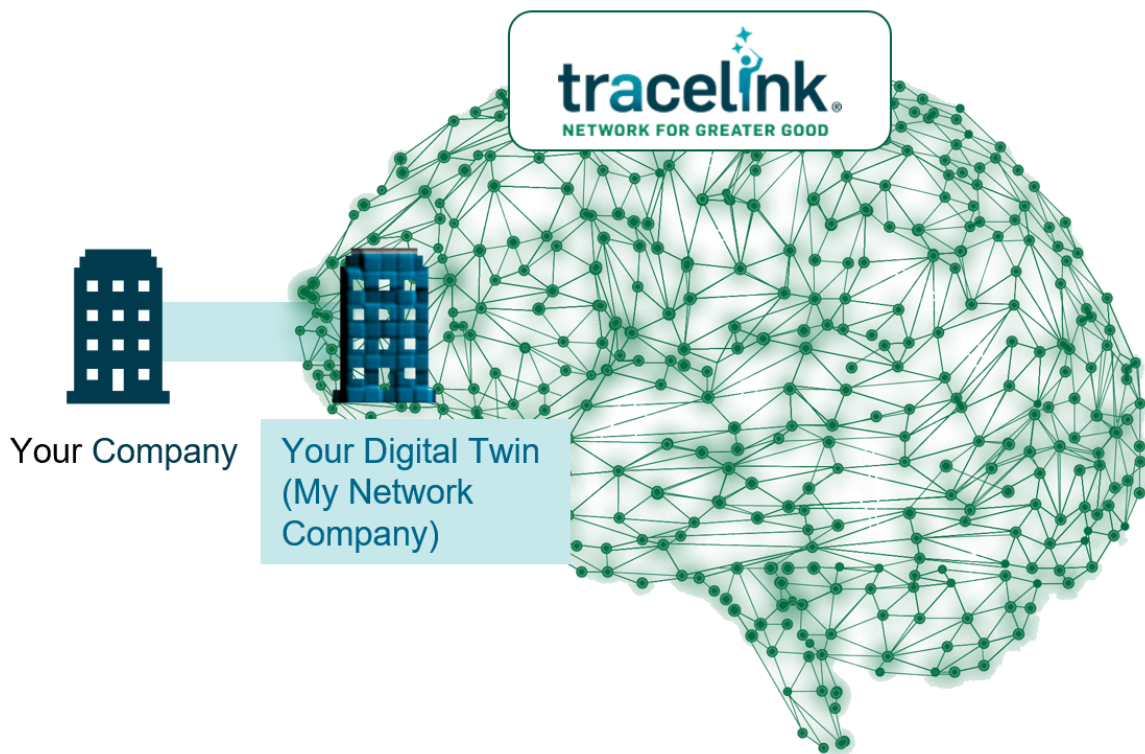 tracelink®
NETWORK FOR GREATER GOOD
Your Company
Your Digital Twin
(My Network
Company)